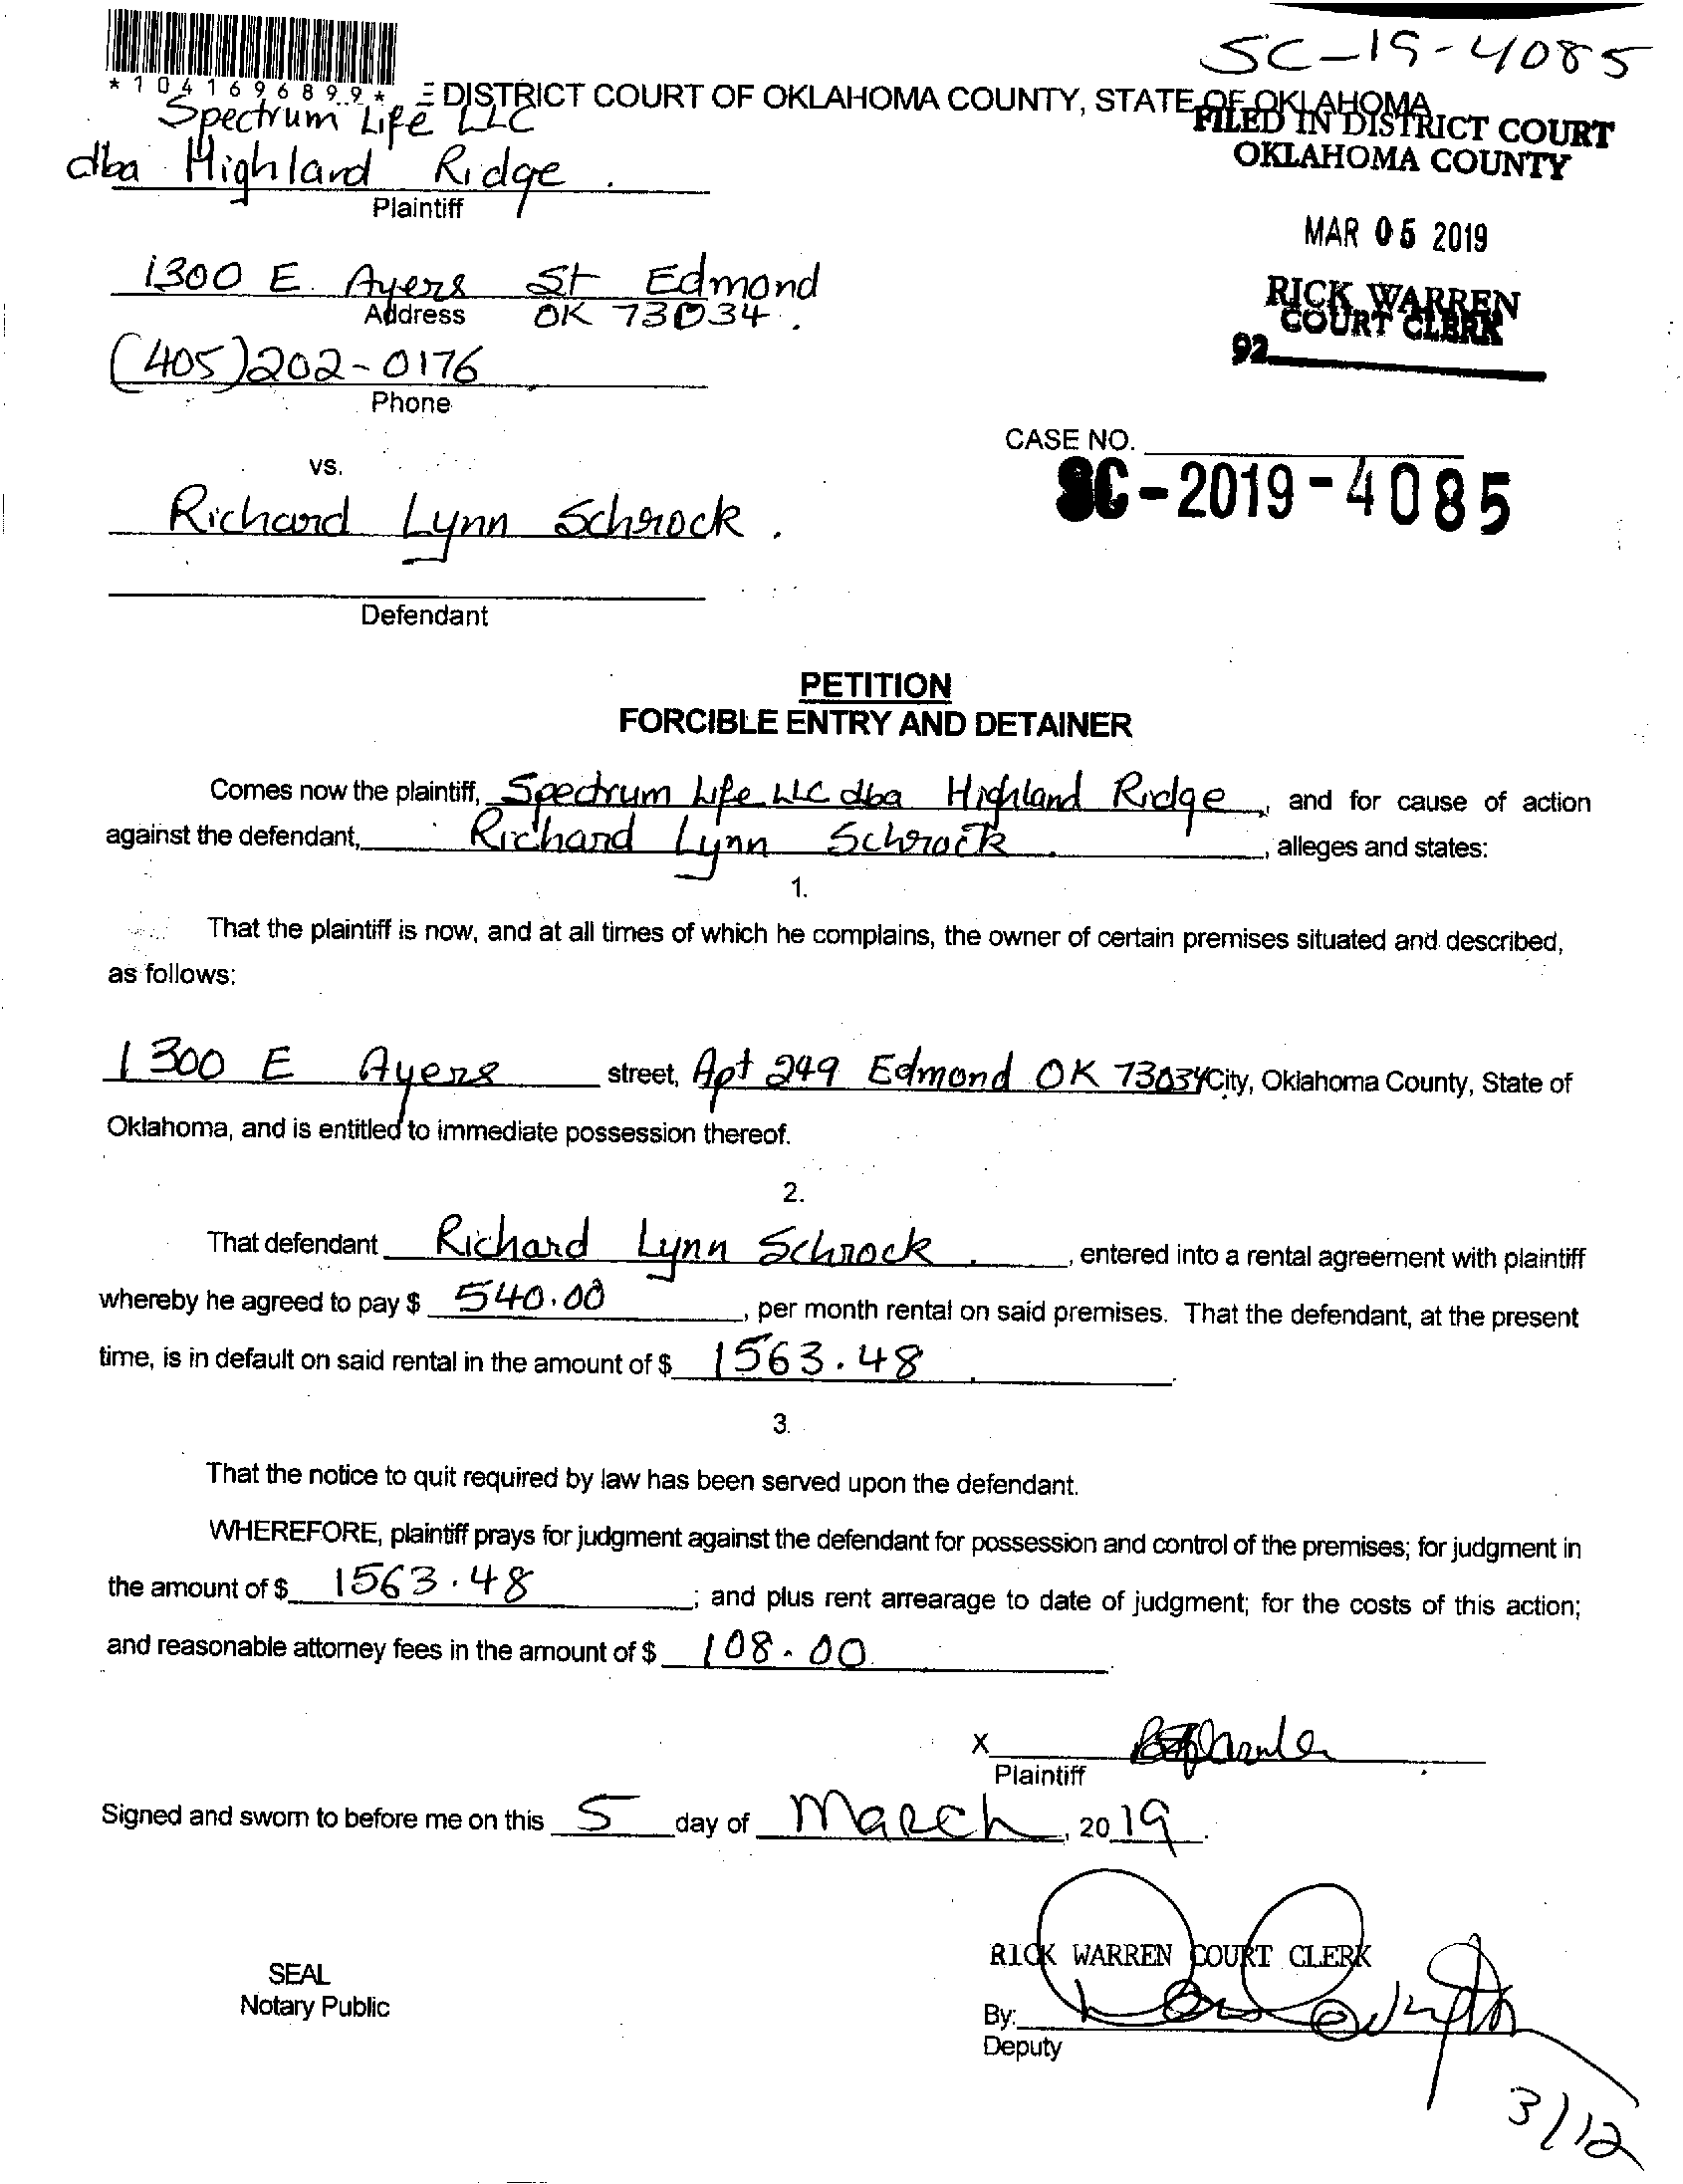 SC-19-4085
*1041696899*
E DISTRICT COURT OF OKLAHOMA COUNTY, STATE OF OKLAHOMA
Spectrum Life LLC
dba Highland Ridge.
Plaintiff
FILED IN DISTRICT COURT
OKLAHOMA COUNTY
MAR 05 2019
RICK WARREN
COURT CLERK
92
1300 E. Ayers St Edmond
Address OK 73034.
(405)202-0176
Phone
CASE NO.
SC-2019-4085
vs.
Richard Lynn Schrock.
Defendant
PETITION
FORCIBLE ENTRY AND DETAINER
Comes now the plaintiff, Spectrum Life LLC dba Highland Ridge, and for cause of action
against the defendant, Richard Lynn Schrock., alleges and states:
1.
That the plaintiff is now, and at all times of which he complains, the owner of certain premises situated and described,
as follows:
1300 E Ayers street, Apt 249 Edmond OK 73034 City, Oklahoma County, State of
Oklahoma, and is entitled to immediate possession thereof.
2.
That defendant Richard Lynn Schrock., entered into a rental agreement with plaintiff
whereby he agreed to pay $ 540.00, per month rental on said premises. That the defendant, at the present
time, is in default on said rental in the amount of $ 1563.48.
3.
That the notice to quit required by law has been served upon the defendant.
WHEREFORE, plaintiff prays for judgment against the defendant for possession and control of the premises; for judgment in
the amount of $ 1563.48; and plus rent arrearage to date of judgment; for the costs of this action;
and reasonable attorney fees in the amount of $ 108.00
X
Plaintiff
Signed and sworn to before me on this 5 day of March, 2019.
RICK WARREN COURT CLERK
SEAL
Notary Public
By:
Deputy
3/12